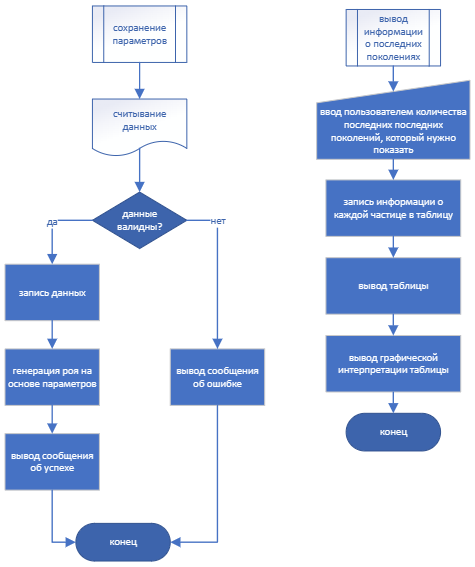 сохранение
параметров
считывание
данных
данные
валидны?
да
нет
запись данных
генерация роя на
основе параметров
вывод сообщения
об успехе
вывод сообщения
об ошибке
конец
вывод
информации
о последних
поколениях
ввод пользователем количества
последних последних
поколений, который нужно
показать
запись информации о
каждой частице в таблицу
вывод таблицы
вывод графической
интерпретации таблицы
конец